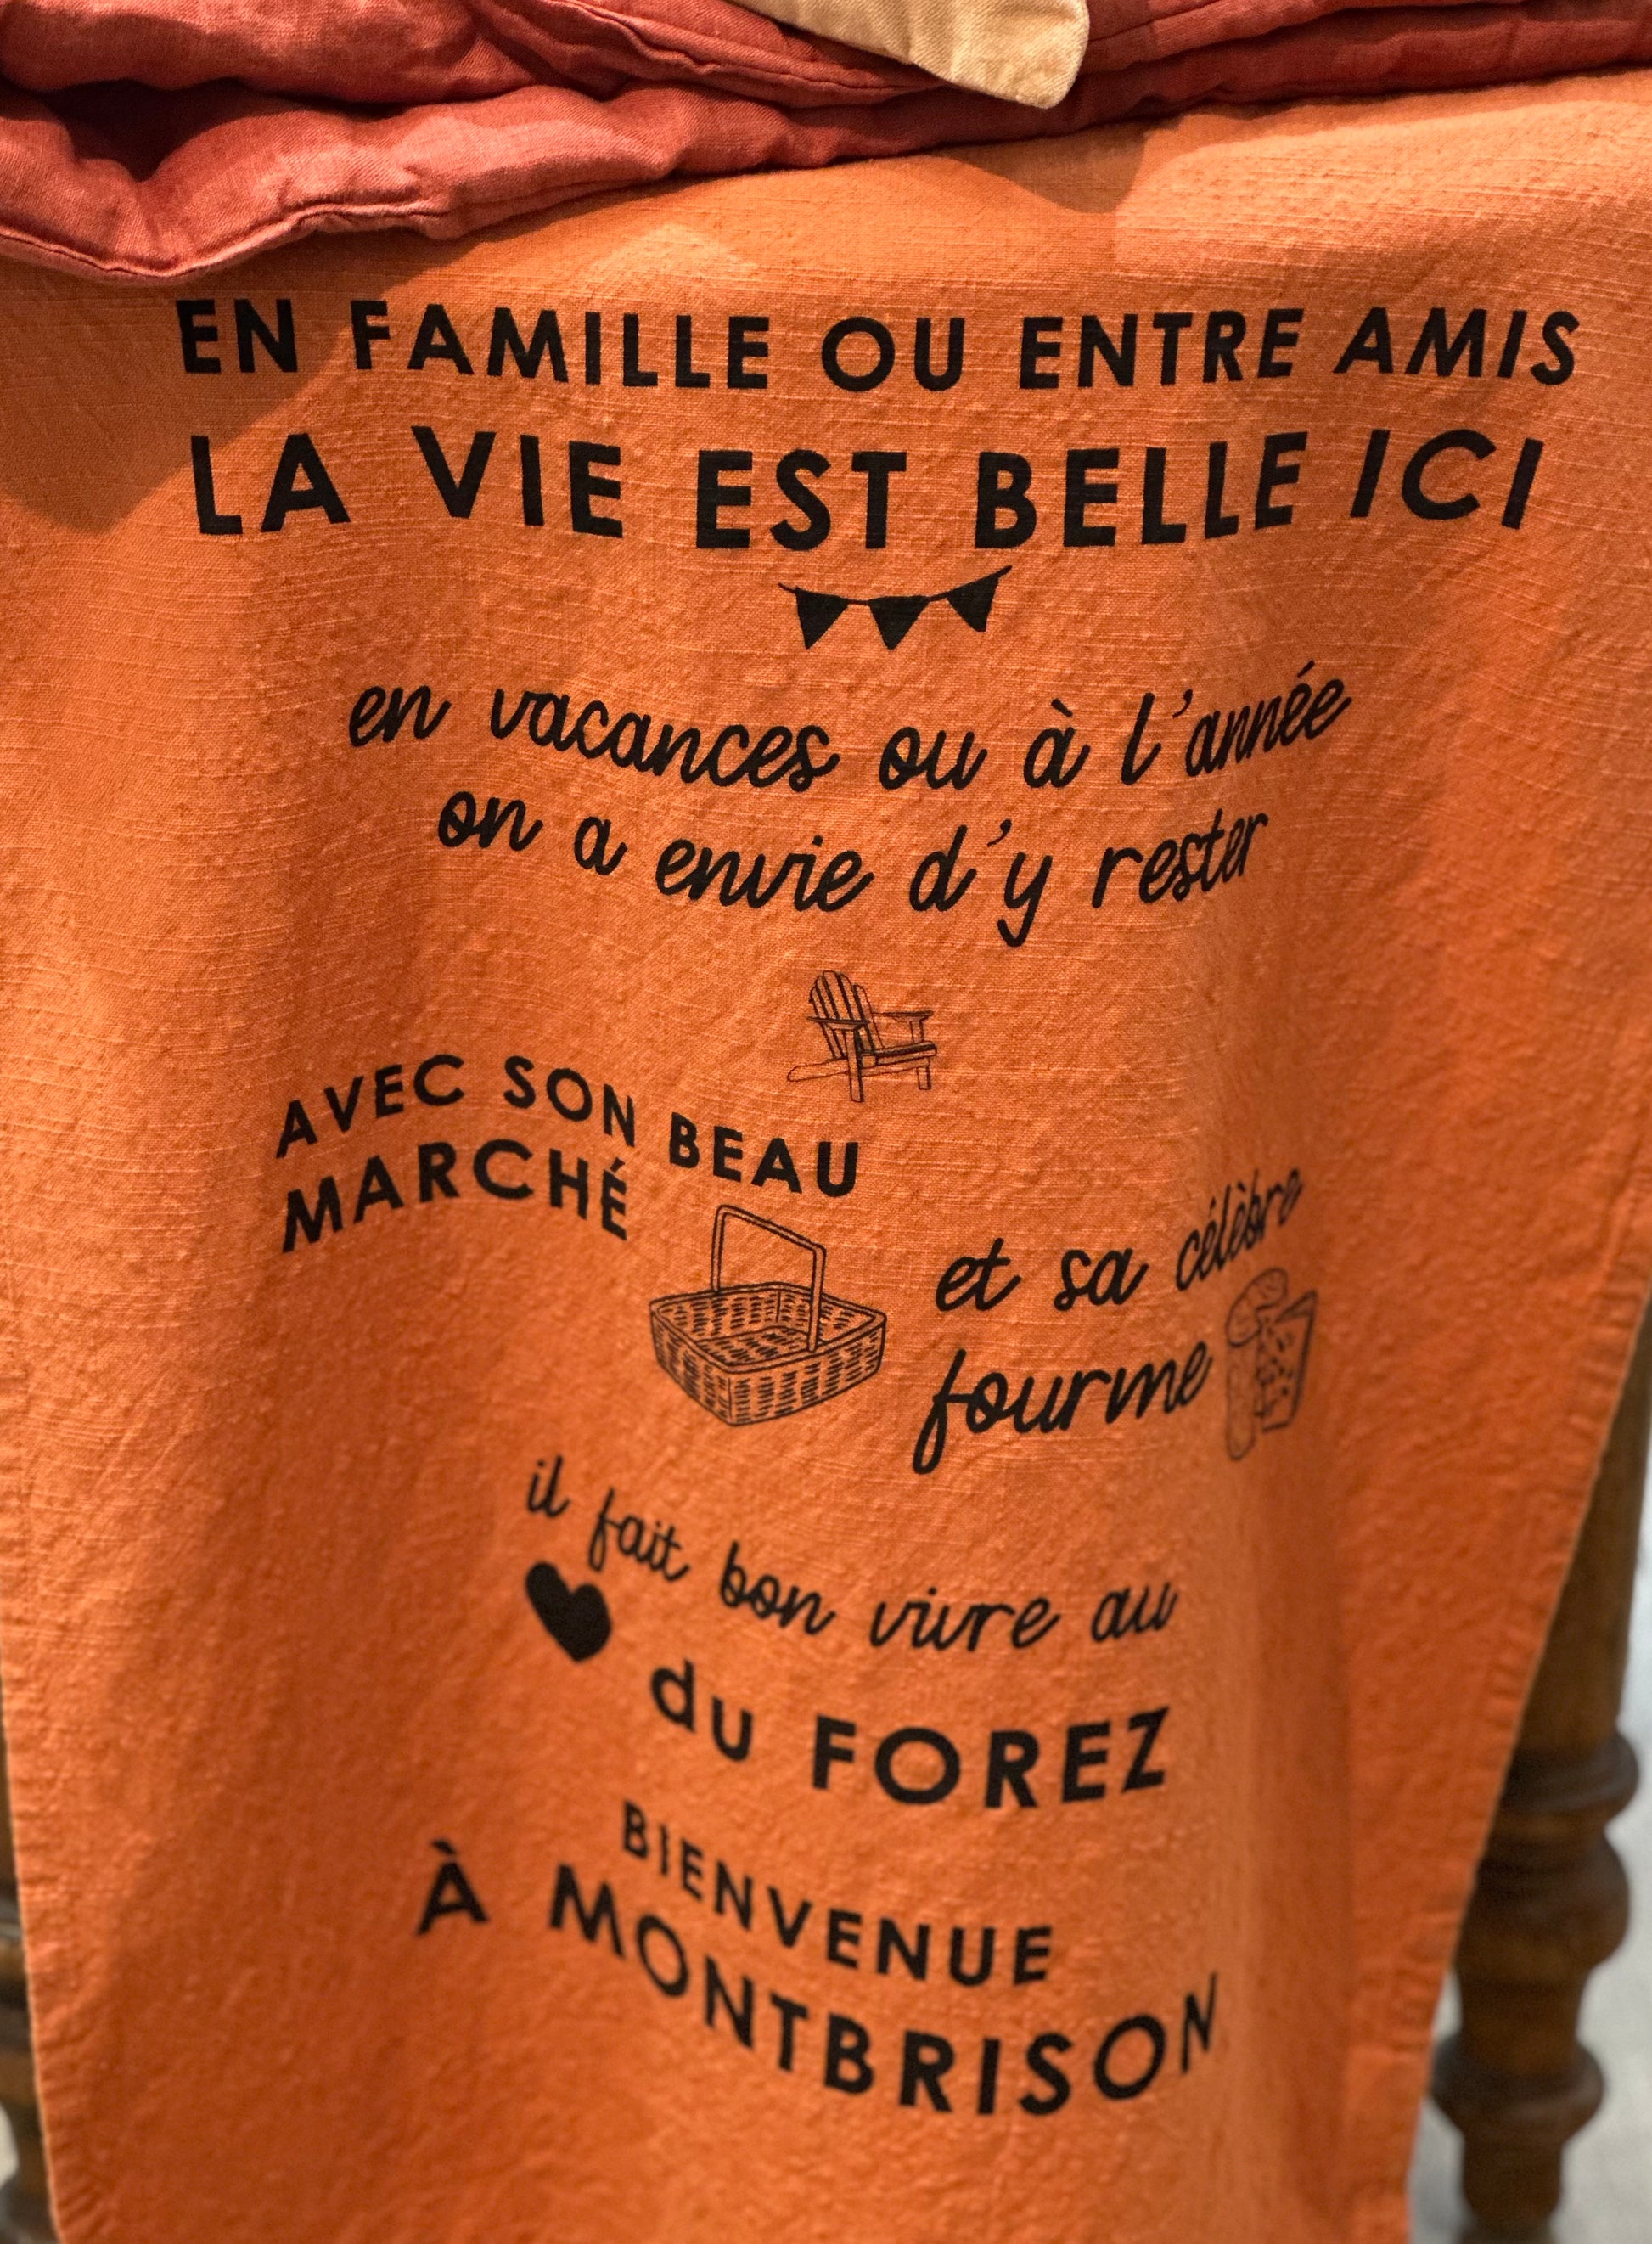 EN FAMILLE OU ENTRE AMIS
LA VIE EST BELLE ICI
en vacances ou à l'année
on a envie d'y rester
AVEC SON BEAU
MARCHÉ
et sa célèbre
fourme
il fait bon vivre au
du FOREZ
BIENVENUE
À MONTBRISON